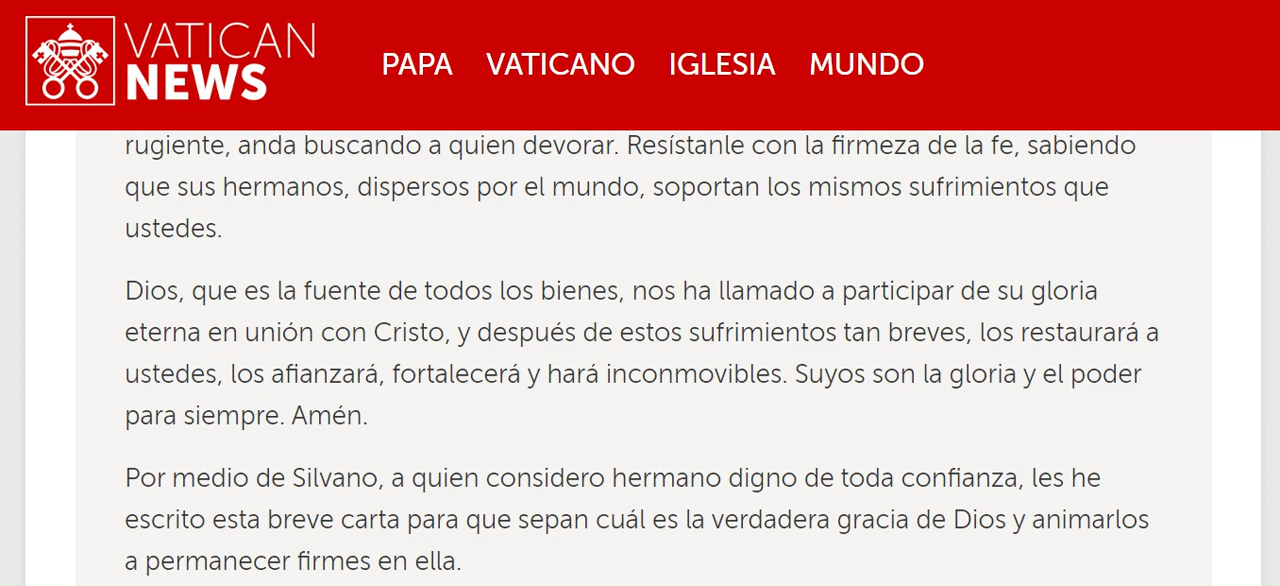 VATICAN
NEWS
PAPA VATICANO IGLESIA MUNDO
rugiente, anda buscando a quien devorar. Resístanle con la firmeza de la fe, sabiendo
que sus hermanos, dispersos por el mundo, soportan los mismos sufrimientos que
ustedes.
Dios, que es la fuente de todos los bienes, nos ha llamado a participar de su gloria
eterna en unión con Cristo, y después de estos sufrimientos tan breves, los restaurará a
ustedes, los afianzará, fortalecerá y hará inconmovibles. Suyos son la gloria y el poder
para siempre. Amén.
Por medio de Silvano, a quien considero hermano digno de toda confianza, les he
escrito esta breve carta para que sepan cuál es la verdadera gracia de Dios y animarlos
a permanecer firmes en ella.